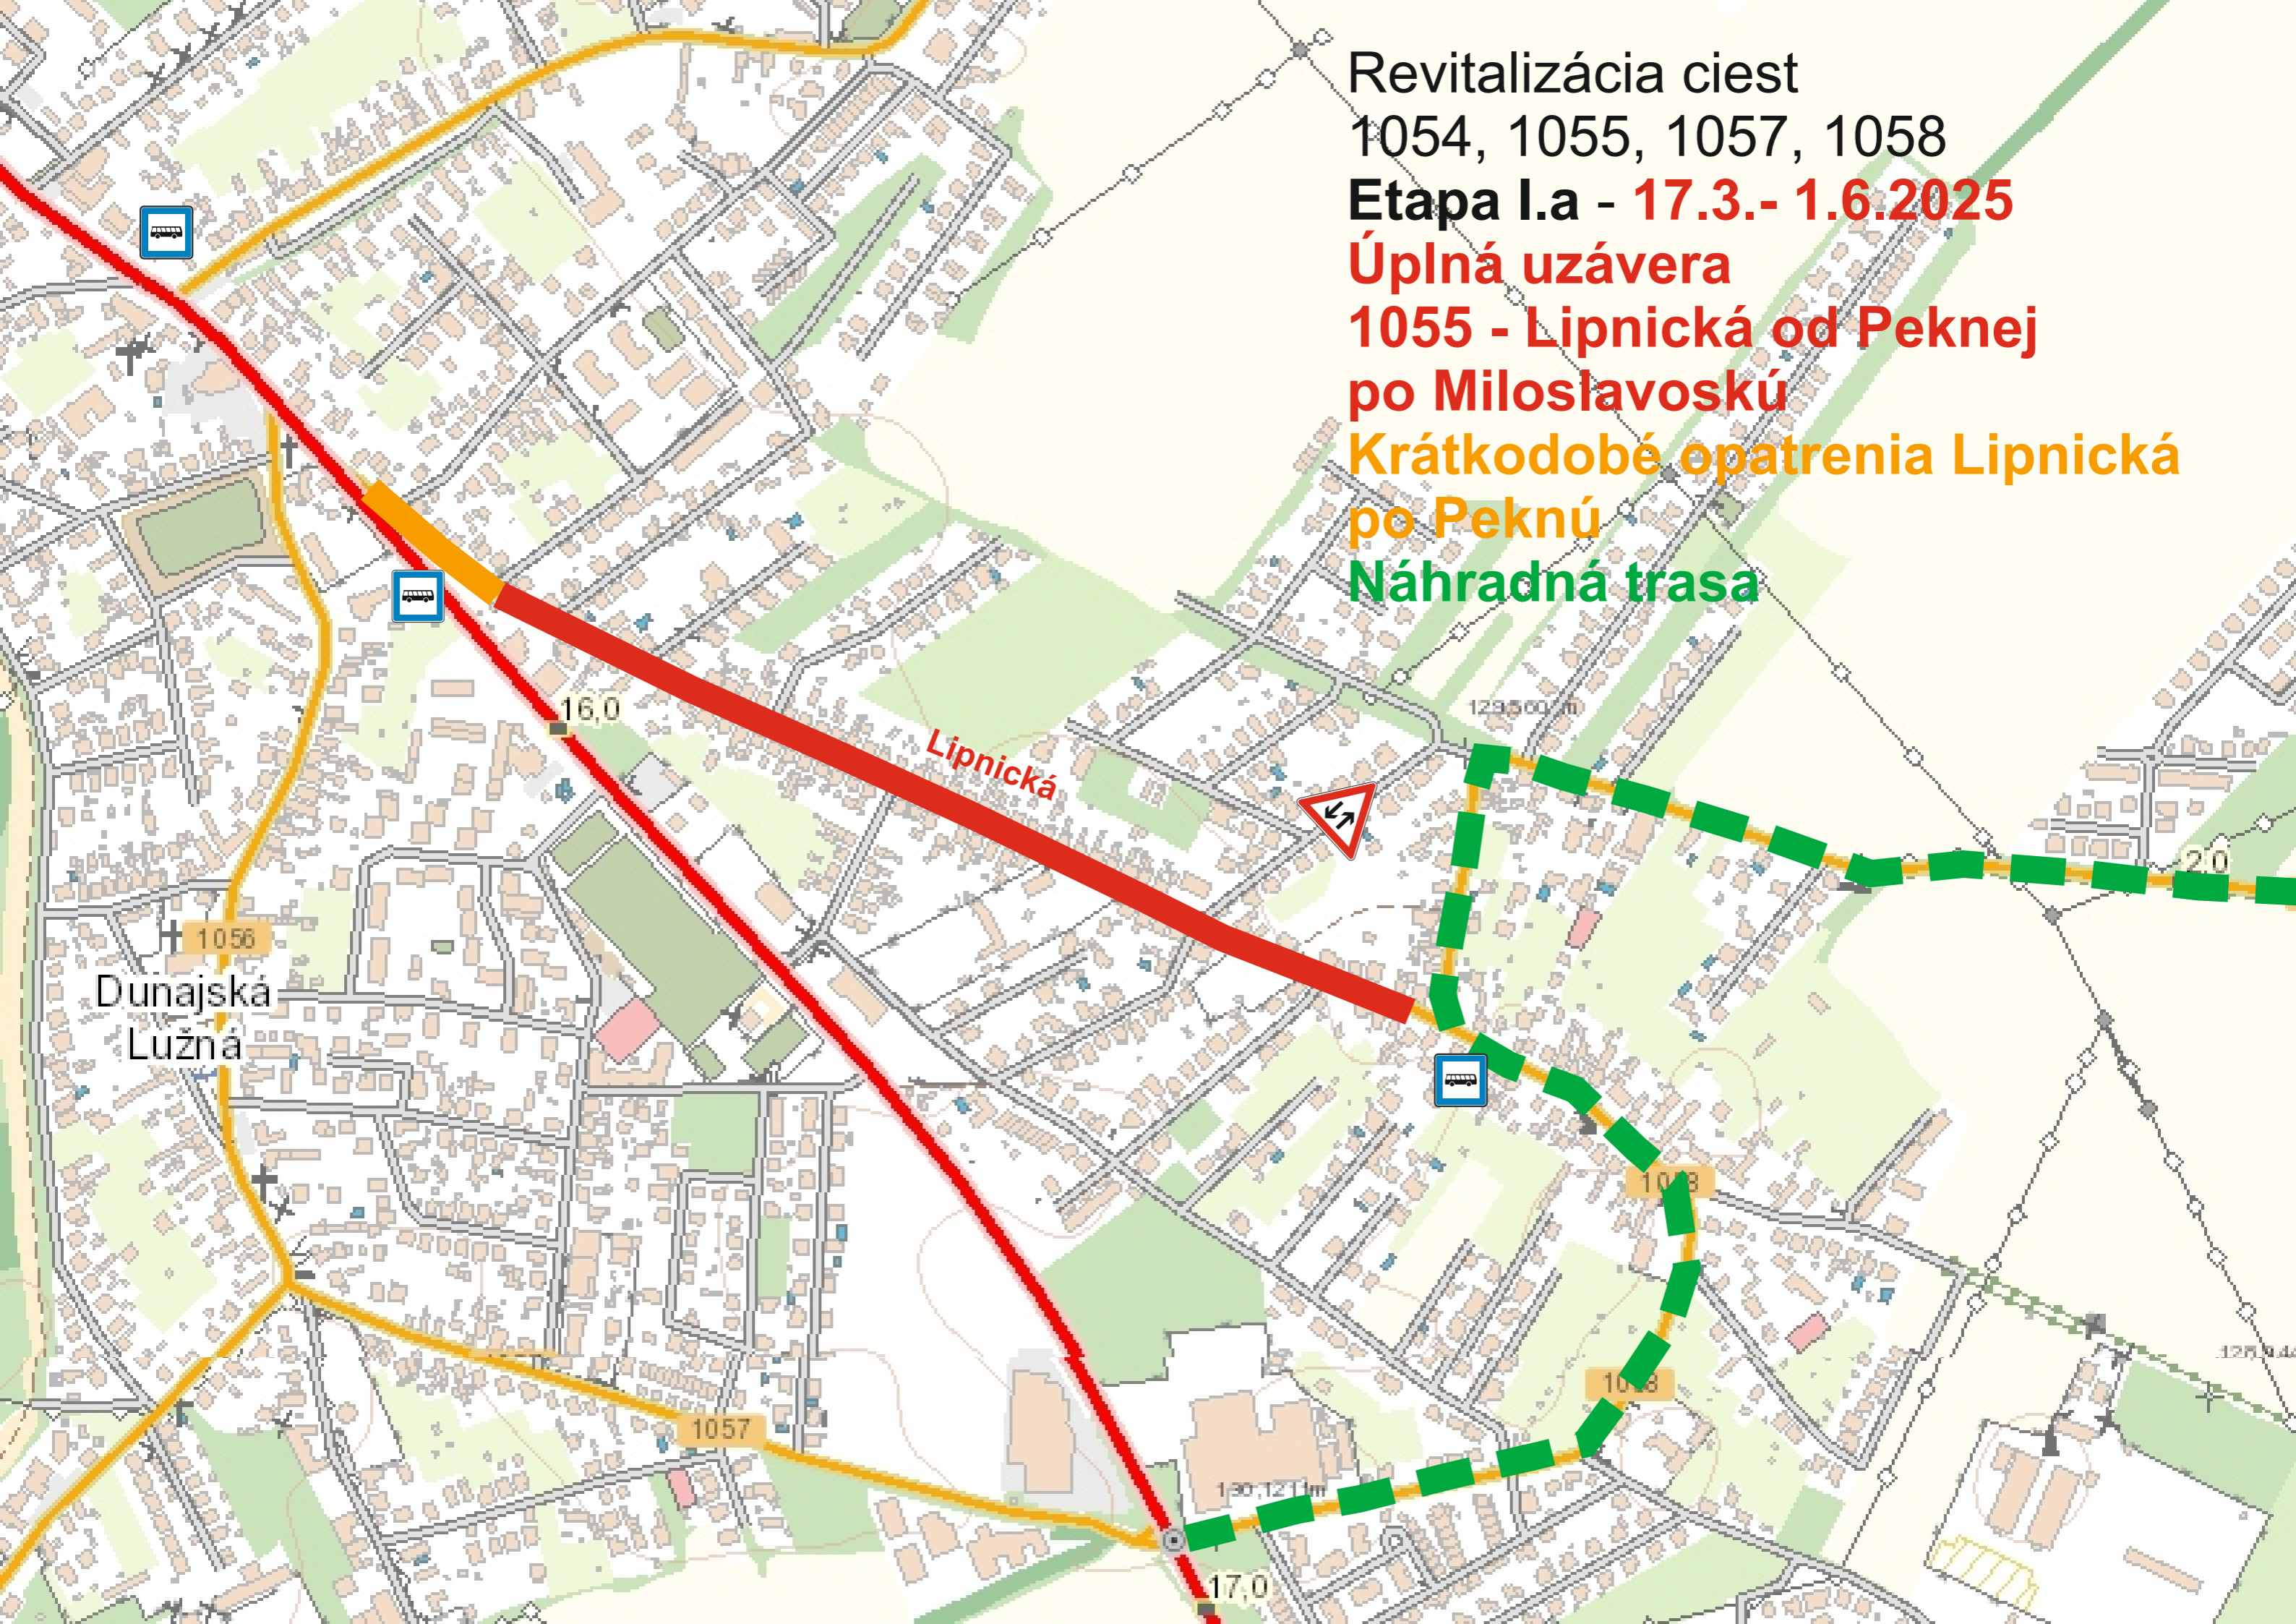 Revitalizácia ciest
1054, 1055, 1057, 1058
Etapa I.a - 17.3.- 1.6.2025
Úplná uzávera
1055 - Lipnická od Peknej
po Miloslavoskú
Krátkodobé opatrenia Lipnická
po Peknú
Náhradná trasa
16,0
Lipnická
2,0
1056
Dunajská
Lužná
1057
17,0